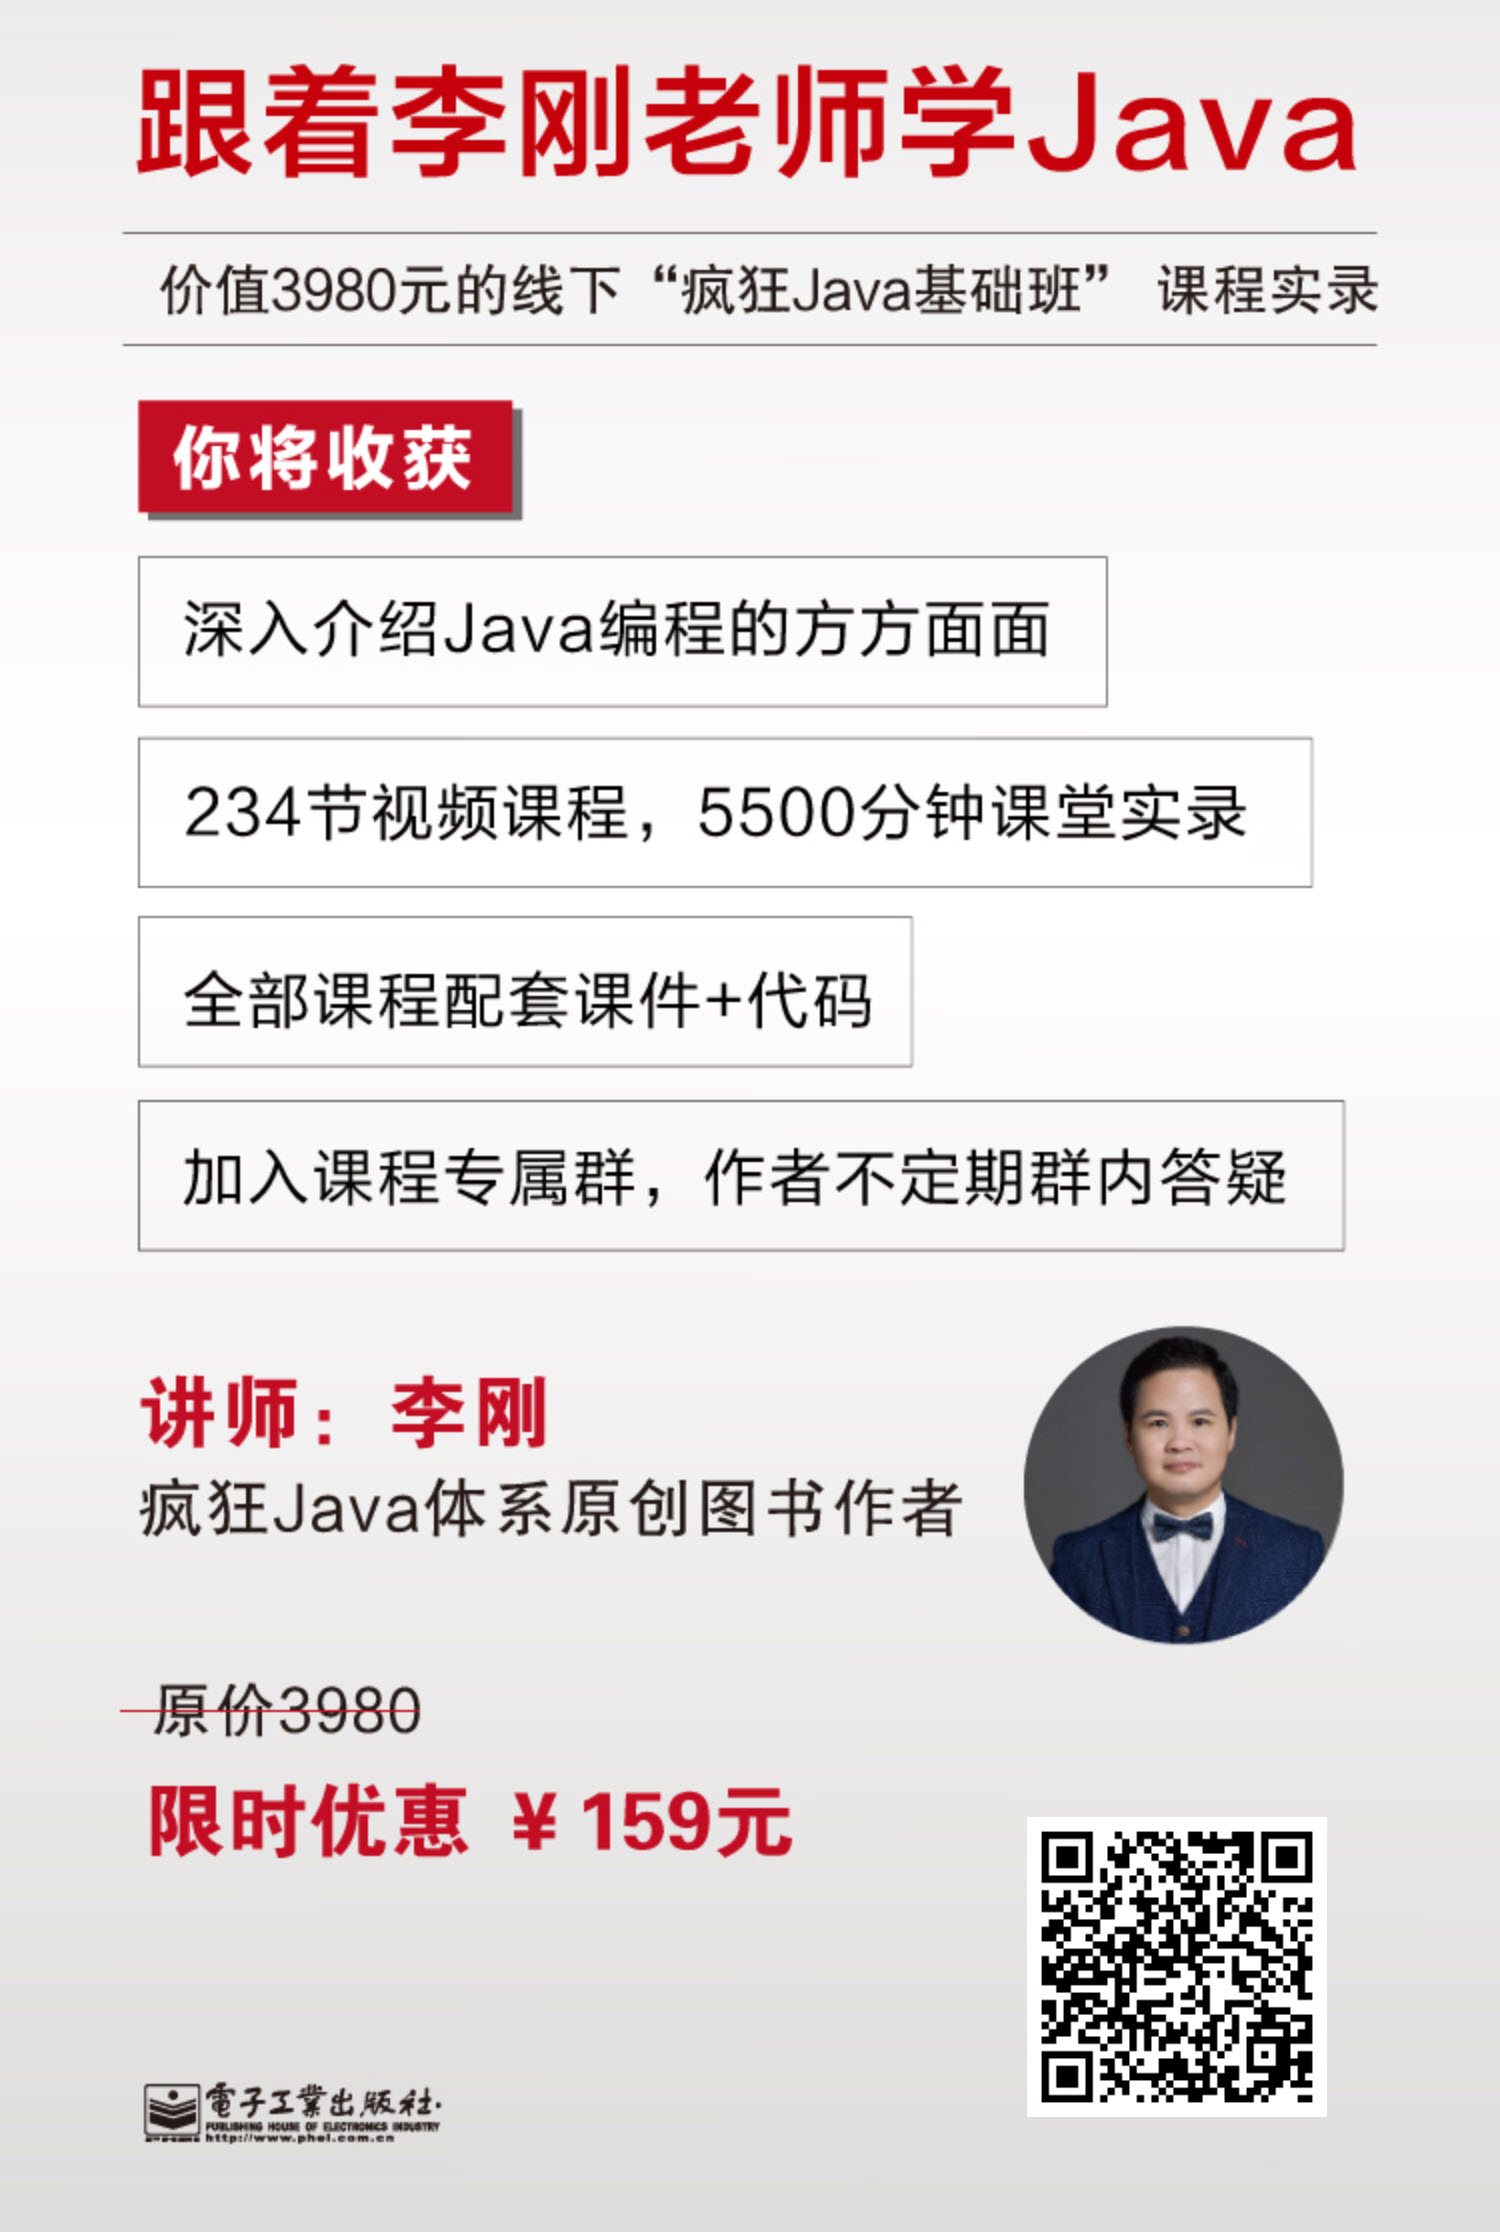 跟着李刚老师学Java
价值3980元的线下“疯狂Java基础班” 课程实录
你将收获
深入介绍Java编程的方方面面
234节视频课程，5500分钟课堂实录
全部课程配套课件+代码
加入课程专属群，作者不定期群内答疑
讲师：李刚
疯狂Java体系原创图书作者
原价3980
限时优惠 ¥159元
電子工業出版社
PUBLISHING HOUSE OF ELECTRONICS INDUSTRY
http://www.phei.com.cn